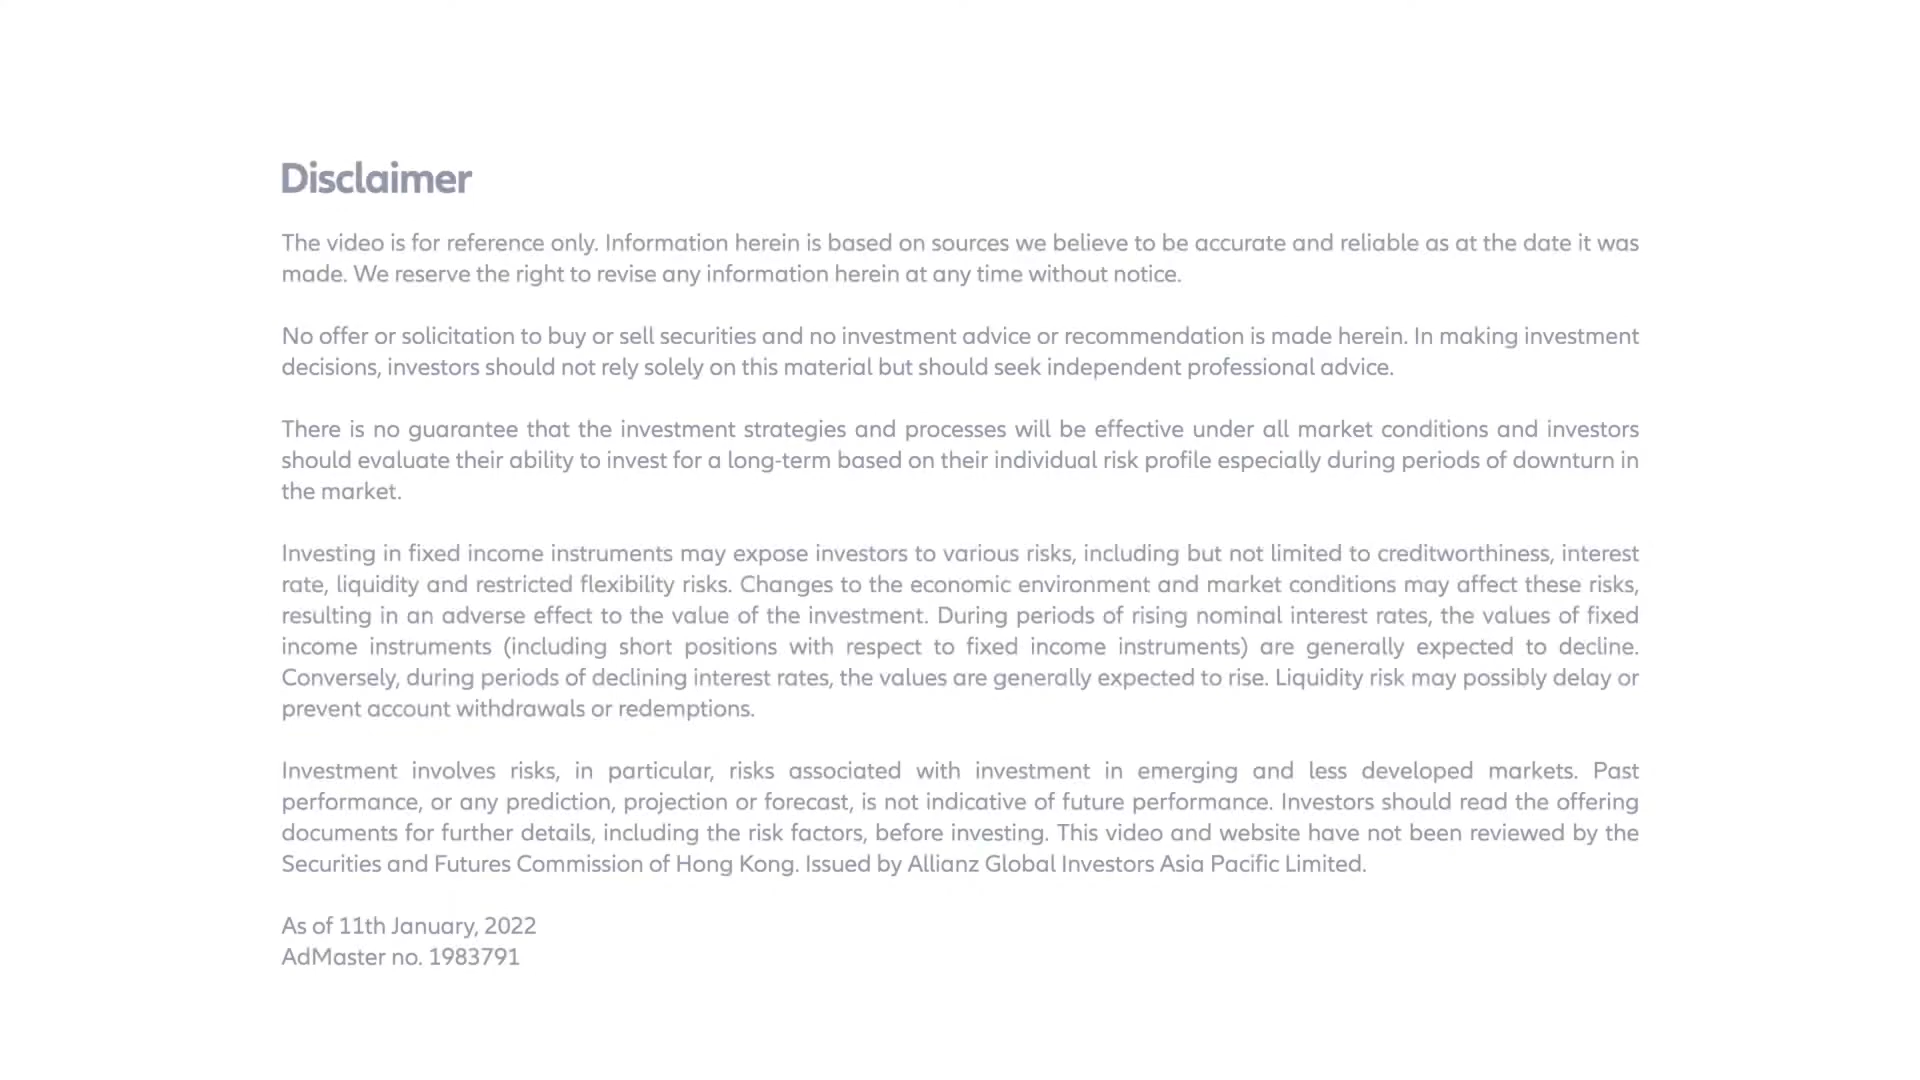 Disclaimer
The video is for reference only. Information herein is based on sources we believe to be accurate and reliable as at the date it was
made. We reserve the right to revise any information herein at any time without notice.
No offer or solicitation to buy or sell securities and no investment advice or recommendation is made herein. In making investment
decisions, investors should not rely solely on this material but should seek independent professional advice.
There is no guarantee that the investment strategies and processes will be effective under all market conditions and investors
should evaluate their ability to invest for a long-term based on their individual risk profile especially during periods of downturn in
the market.
Investing in fixed income instruments may expose investors to various risks, including but not limited to creditworthiness, interest
rate, liquidity and restricted flexibility risks. Changes to the economic environment and market conditions may affect these risks,
resulting in an adverse effect to the value of the investment. During periods of rising nominal interest rates, the values of fixed
income instruments (including short positions with respect to fixed income instruments) are generally expected to decline.
Conversely, during periods of declining interest rates, the values are generally expected to rise. Liquidity risk may possibly delay or
prevent account withdrawals or redemptions.
Investment involves risks, in particular, risks associated with investment in emerging and less developed markets. Past
performance, or any prediction, projection or forecast, is not indicative of future performance. Investors should read the offering
documents for further details, including the risk factors, before investing. This video and website have not been reviewed by the
Securities and Futures Commission of Hong Kong. Issued by Allianz Global Investors Asia Pacific Limited.
As of 11th January, 2022
AdMaster no. 1983791